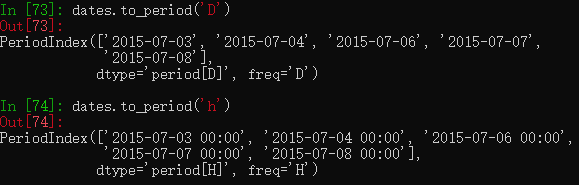 In [73]: dates.to_period('D')
Out[73]:
PeriodIndex(['2015-07-03', '2015-07-04', '2015-07-06', '2015-07-07',
             '2015-07-08'],
            dtype='period[D]', freq='D')
In [74]: dates.to_period('h')
Out[74]:
PeriodIndex(['2015-07-03 00:00', '2015-07-04 00:00', '2015-07-06 00:00',
             '2015-07-07 00:00', '2015-07-08 00:00'],
            dtype='period[H]', freq='H')